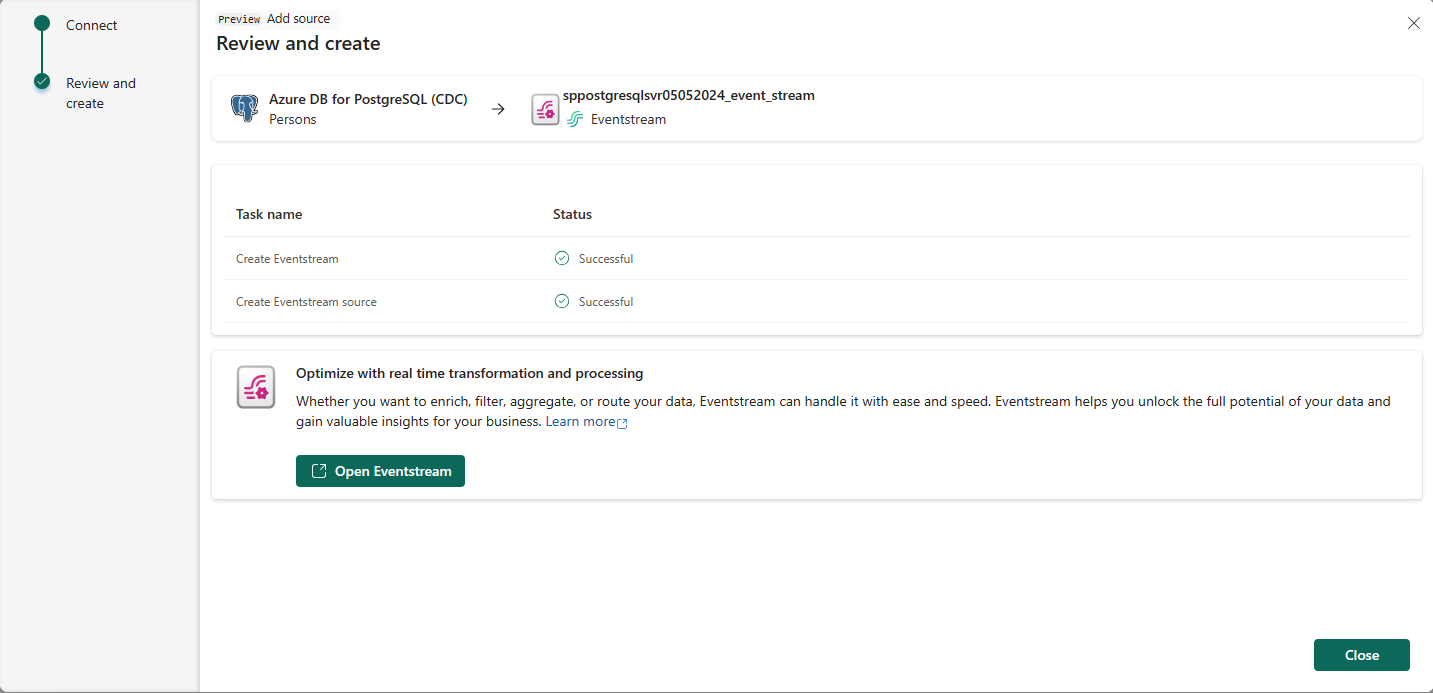 Connect
Review and
create
Preview Add source
Review and create
Azure DB for PostgreSQL (CDC)
Persons
sppostgresqlsvr05052024_event_stream
Eventstream
Task name Status
Create Eventstream Successful
Create Eventstream source Successful
Optimize with real time transformation and processing
Whether you want to enrich, filter, aggregate, or route your data, Eventstream can handle it with ease and speed. Eventstream helps you unlock the full potential of your data and
gain valuable insights for your business. Learn more
Open Eventstream
Close